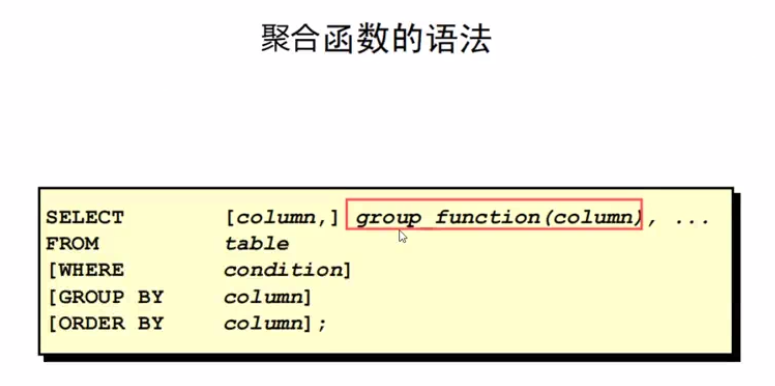 聚合函数的语法
SELECT [column,] group_function(column), ...
FROM table
[WHERE condition]
[GROUP BY column]
[ORDER BY column];